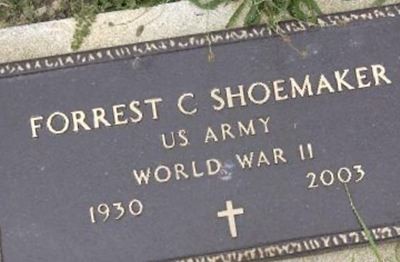 FORREST C SHOEMAKER
US ARMY
WORLD WAR II
1930 2003